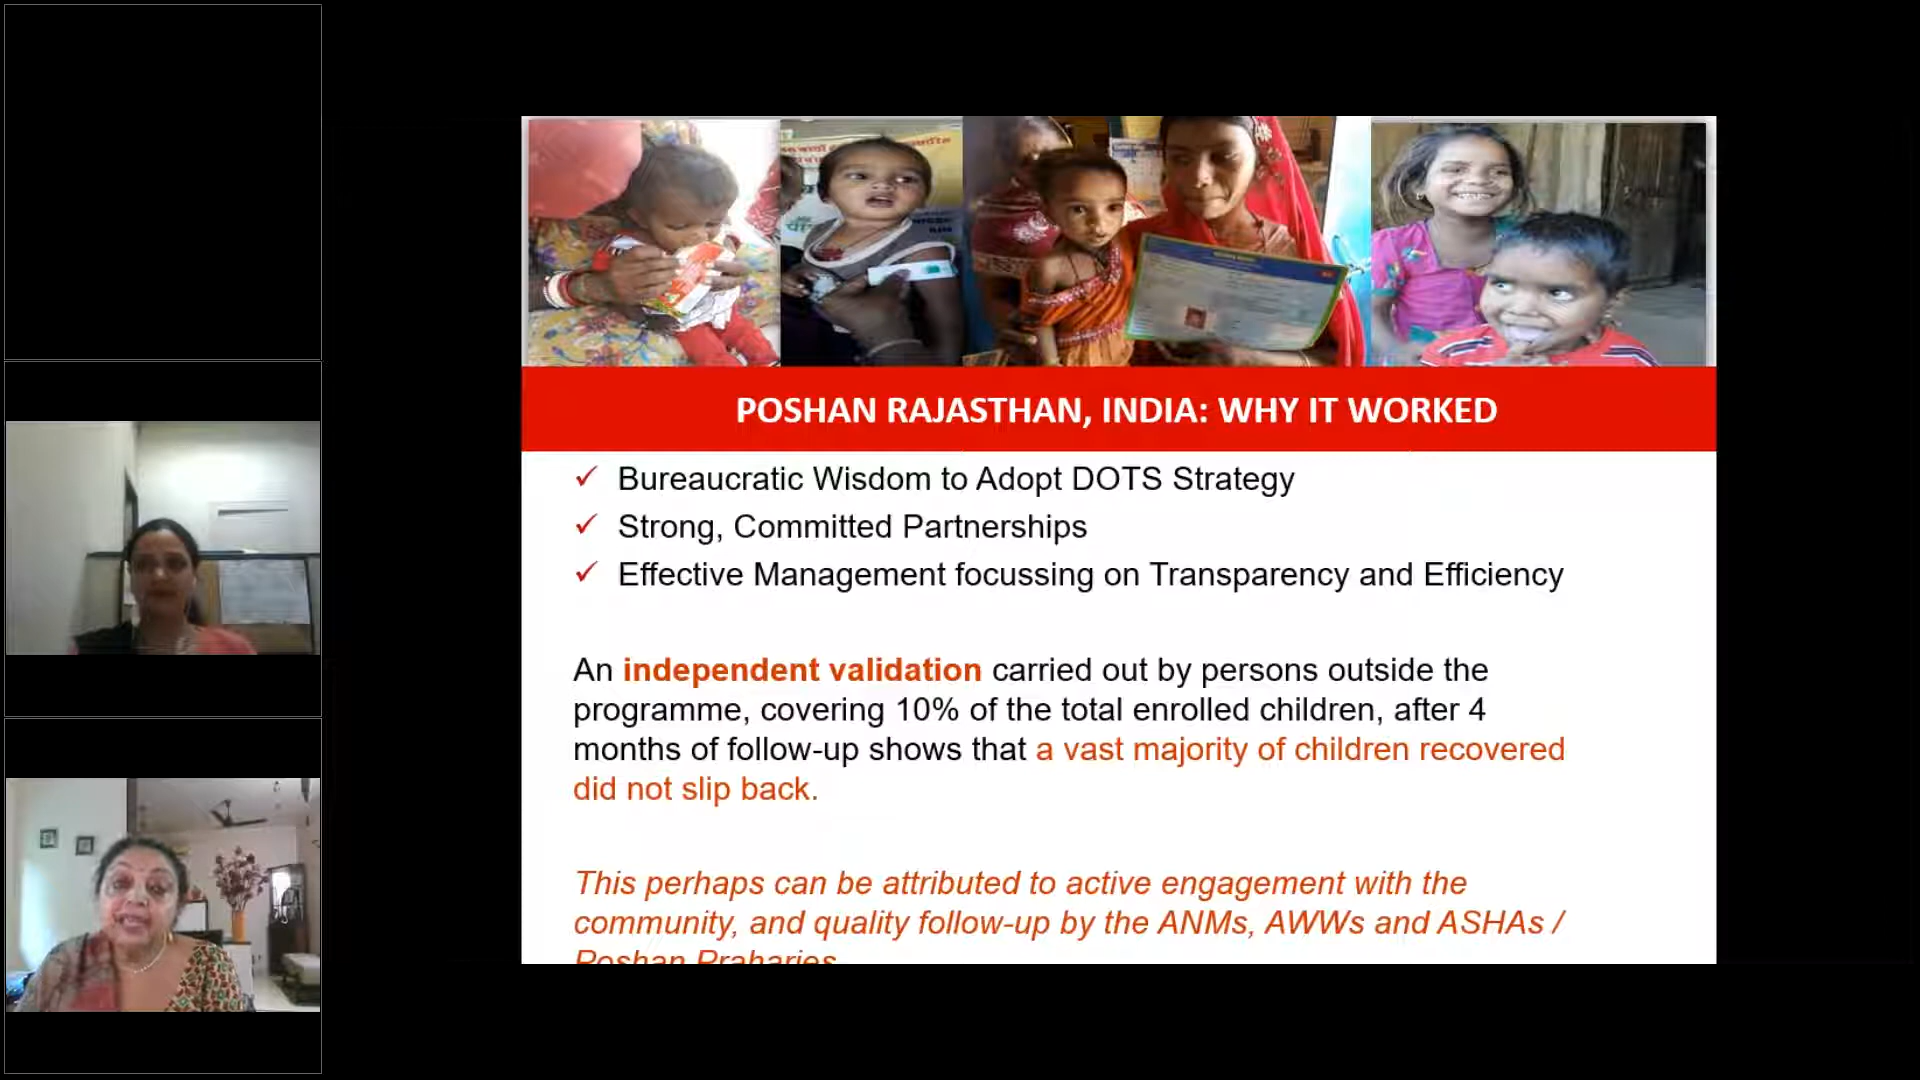 POSHAN RAJASTHAN, INDIA: WHY IT WORKED
✓ Bureaucratic Wisdom to Adopt DOTS Strategy
✓ Strong, Committed Partnerships
✓ Effective Management focussing on Transparency and Efficiency
An independent validation carried out by persons outside the
programme, covering 10% of the total enrolled children, after 4
months of follow-up shows that a vast majority of children recovered
did not slip back.
This perhaps can be attributed to active engagement with the
community, and quality follow-up by the ANMs, AWWs and ASHAs /
Poshan Praharies